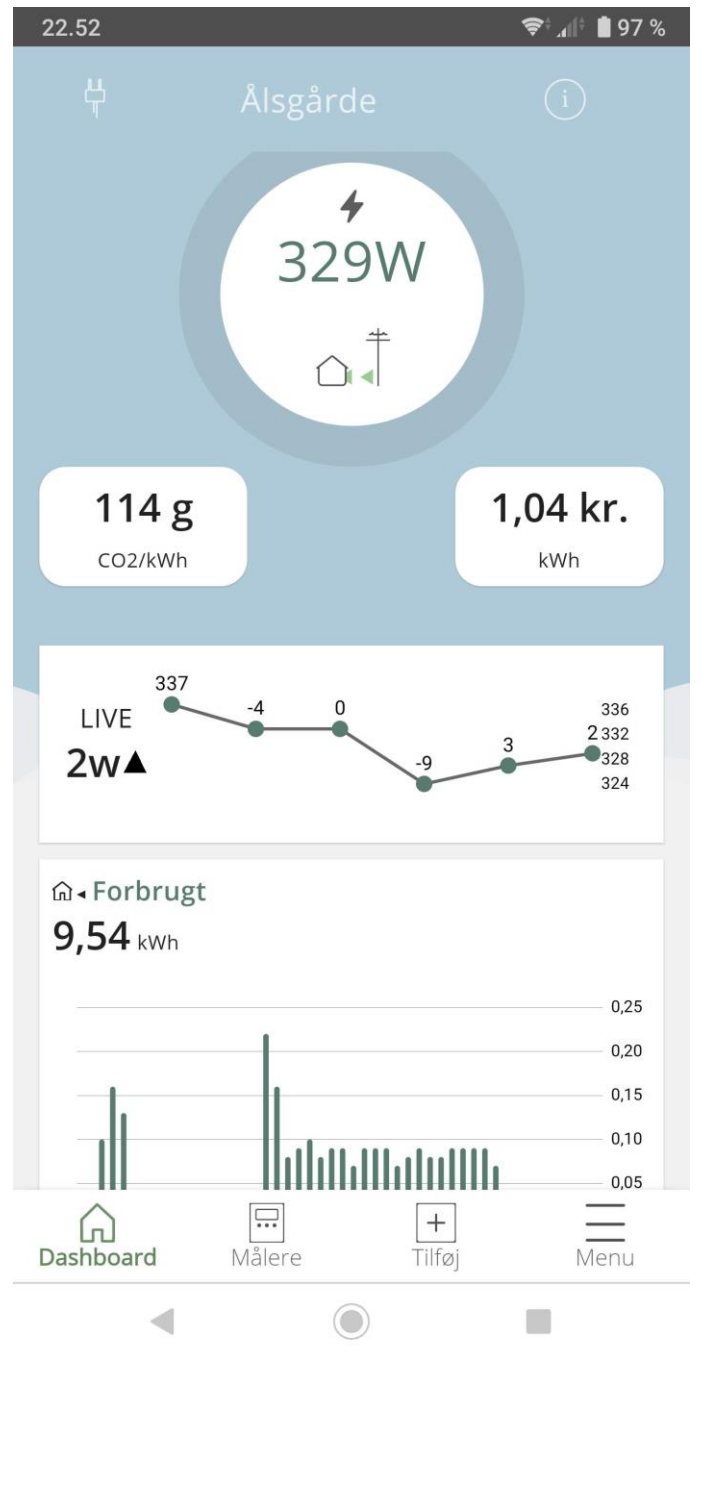 22.52 97 %
Ålsgårde
329W
114 g
CO2/kWh
1,04 kr.
kWh
337
-4
0
-9
3
2
LIVE
2w▲
336
332
328
324
Forbrugt
9,54 kWh
0,25
0,20
0,15
0,10
0,05
Dashboard
Målere
Tilføj
Menu